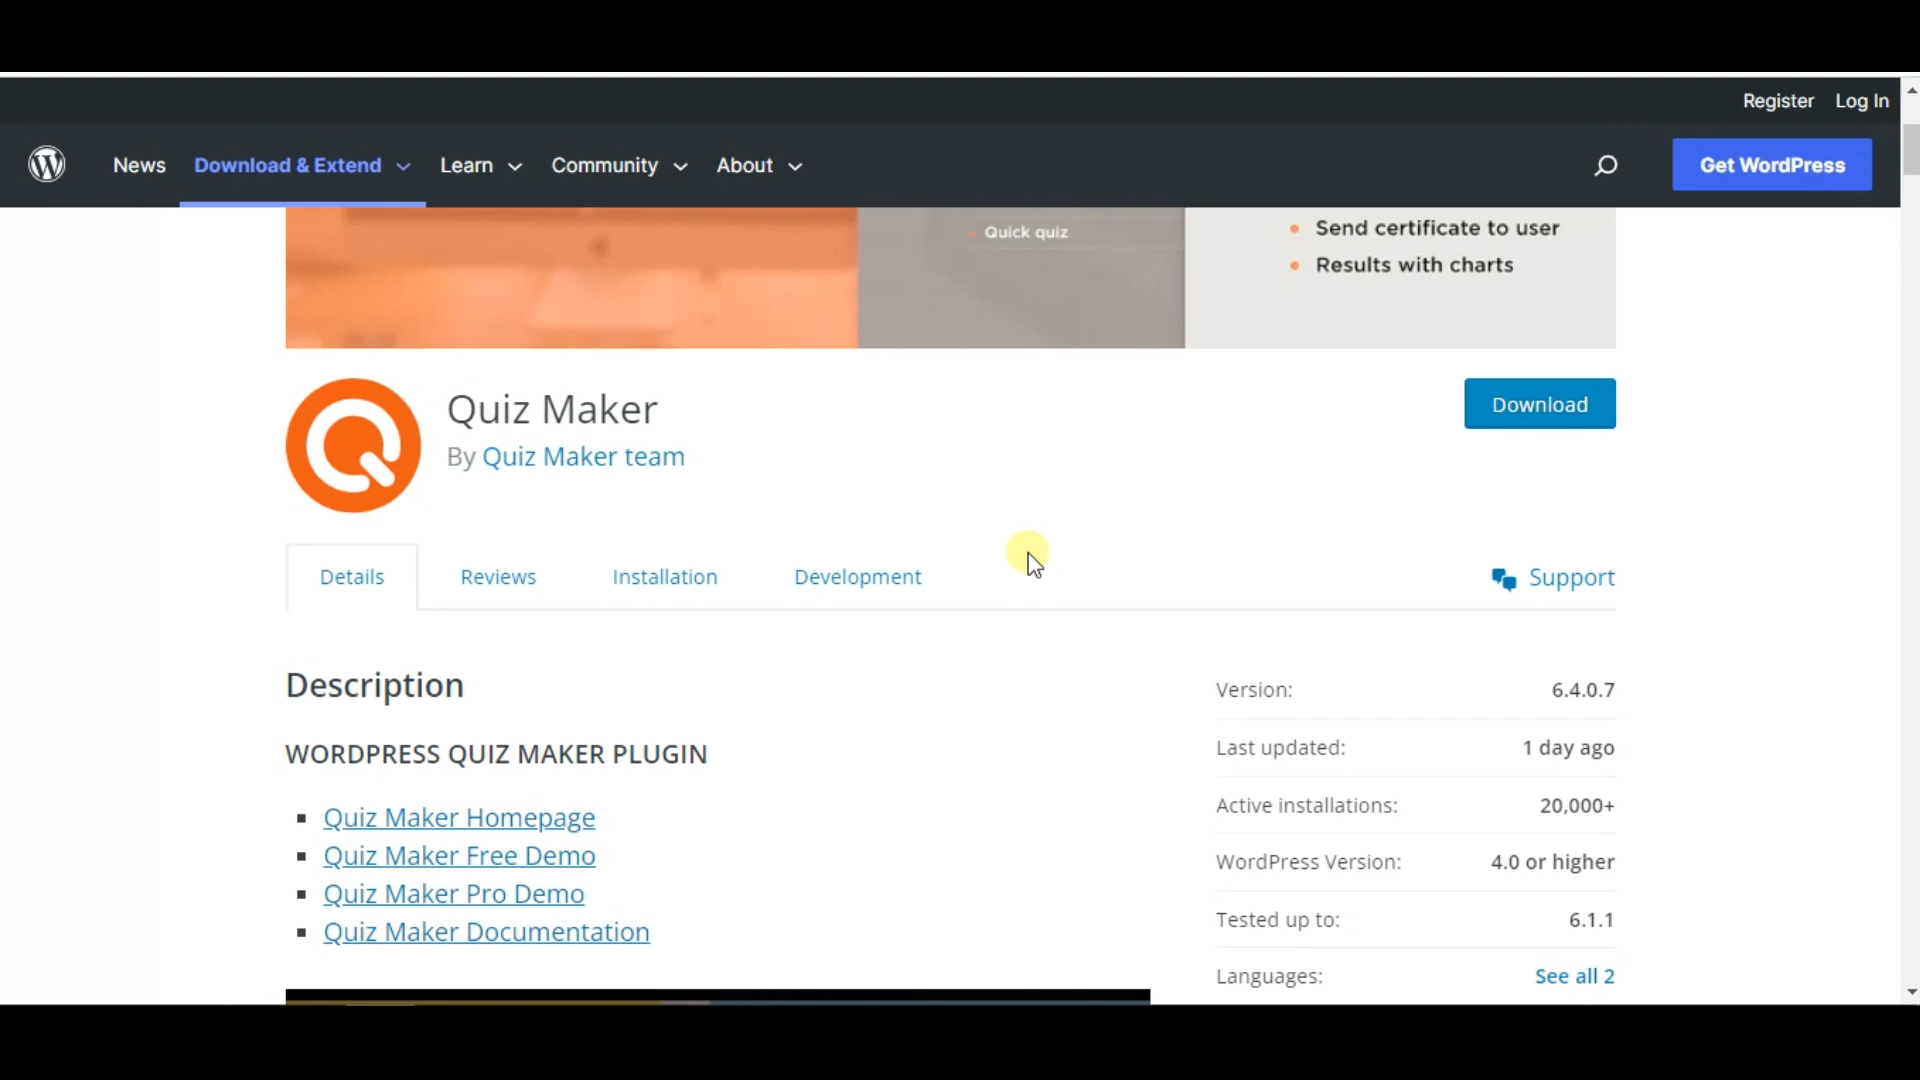 Register Log In
News Download & Extend Learn Community About Get WordPress
Quick quiz
Send certificate to user
Results with charts
Quiz Maker
By Quiz Maker team
Download
Details Reviews Installation Development Support
Description
WORDPRESS QUIZ MAKER PLUGIN
Quiz Maker Homepage
Quiz Maker Free Demo
Quiz Maker Pro Demo
Quiz Maker Documentation
Version: 6.4.0.7
Last updated: 1 day ago
Active installations: 20,000+
WordPress Version: 4.0 or higher
Tested up to: 6.1.1
Languages: See all 2